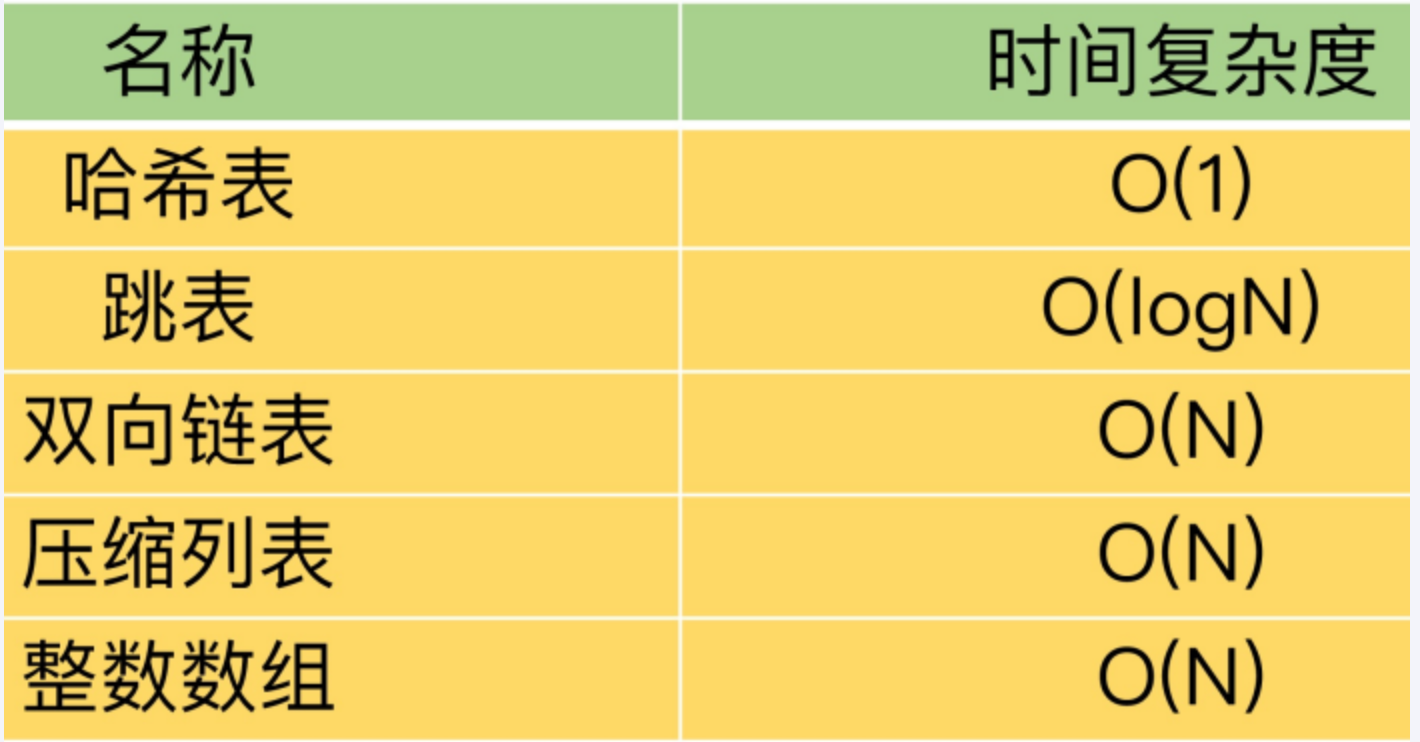 名称 时间复杂度
哈希表 O(1)
跳表 O(logN)
双向链表 O(N)
压缩列表 O(N)
整数数组 O(N)